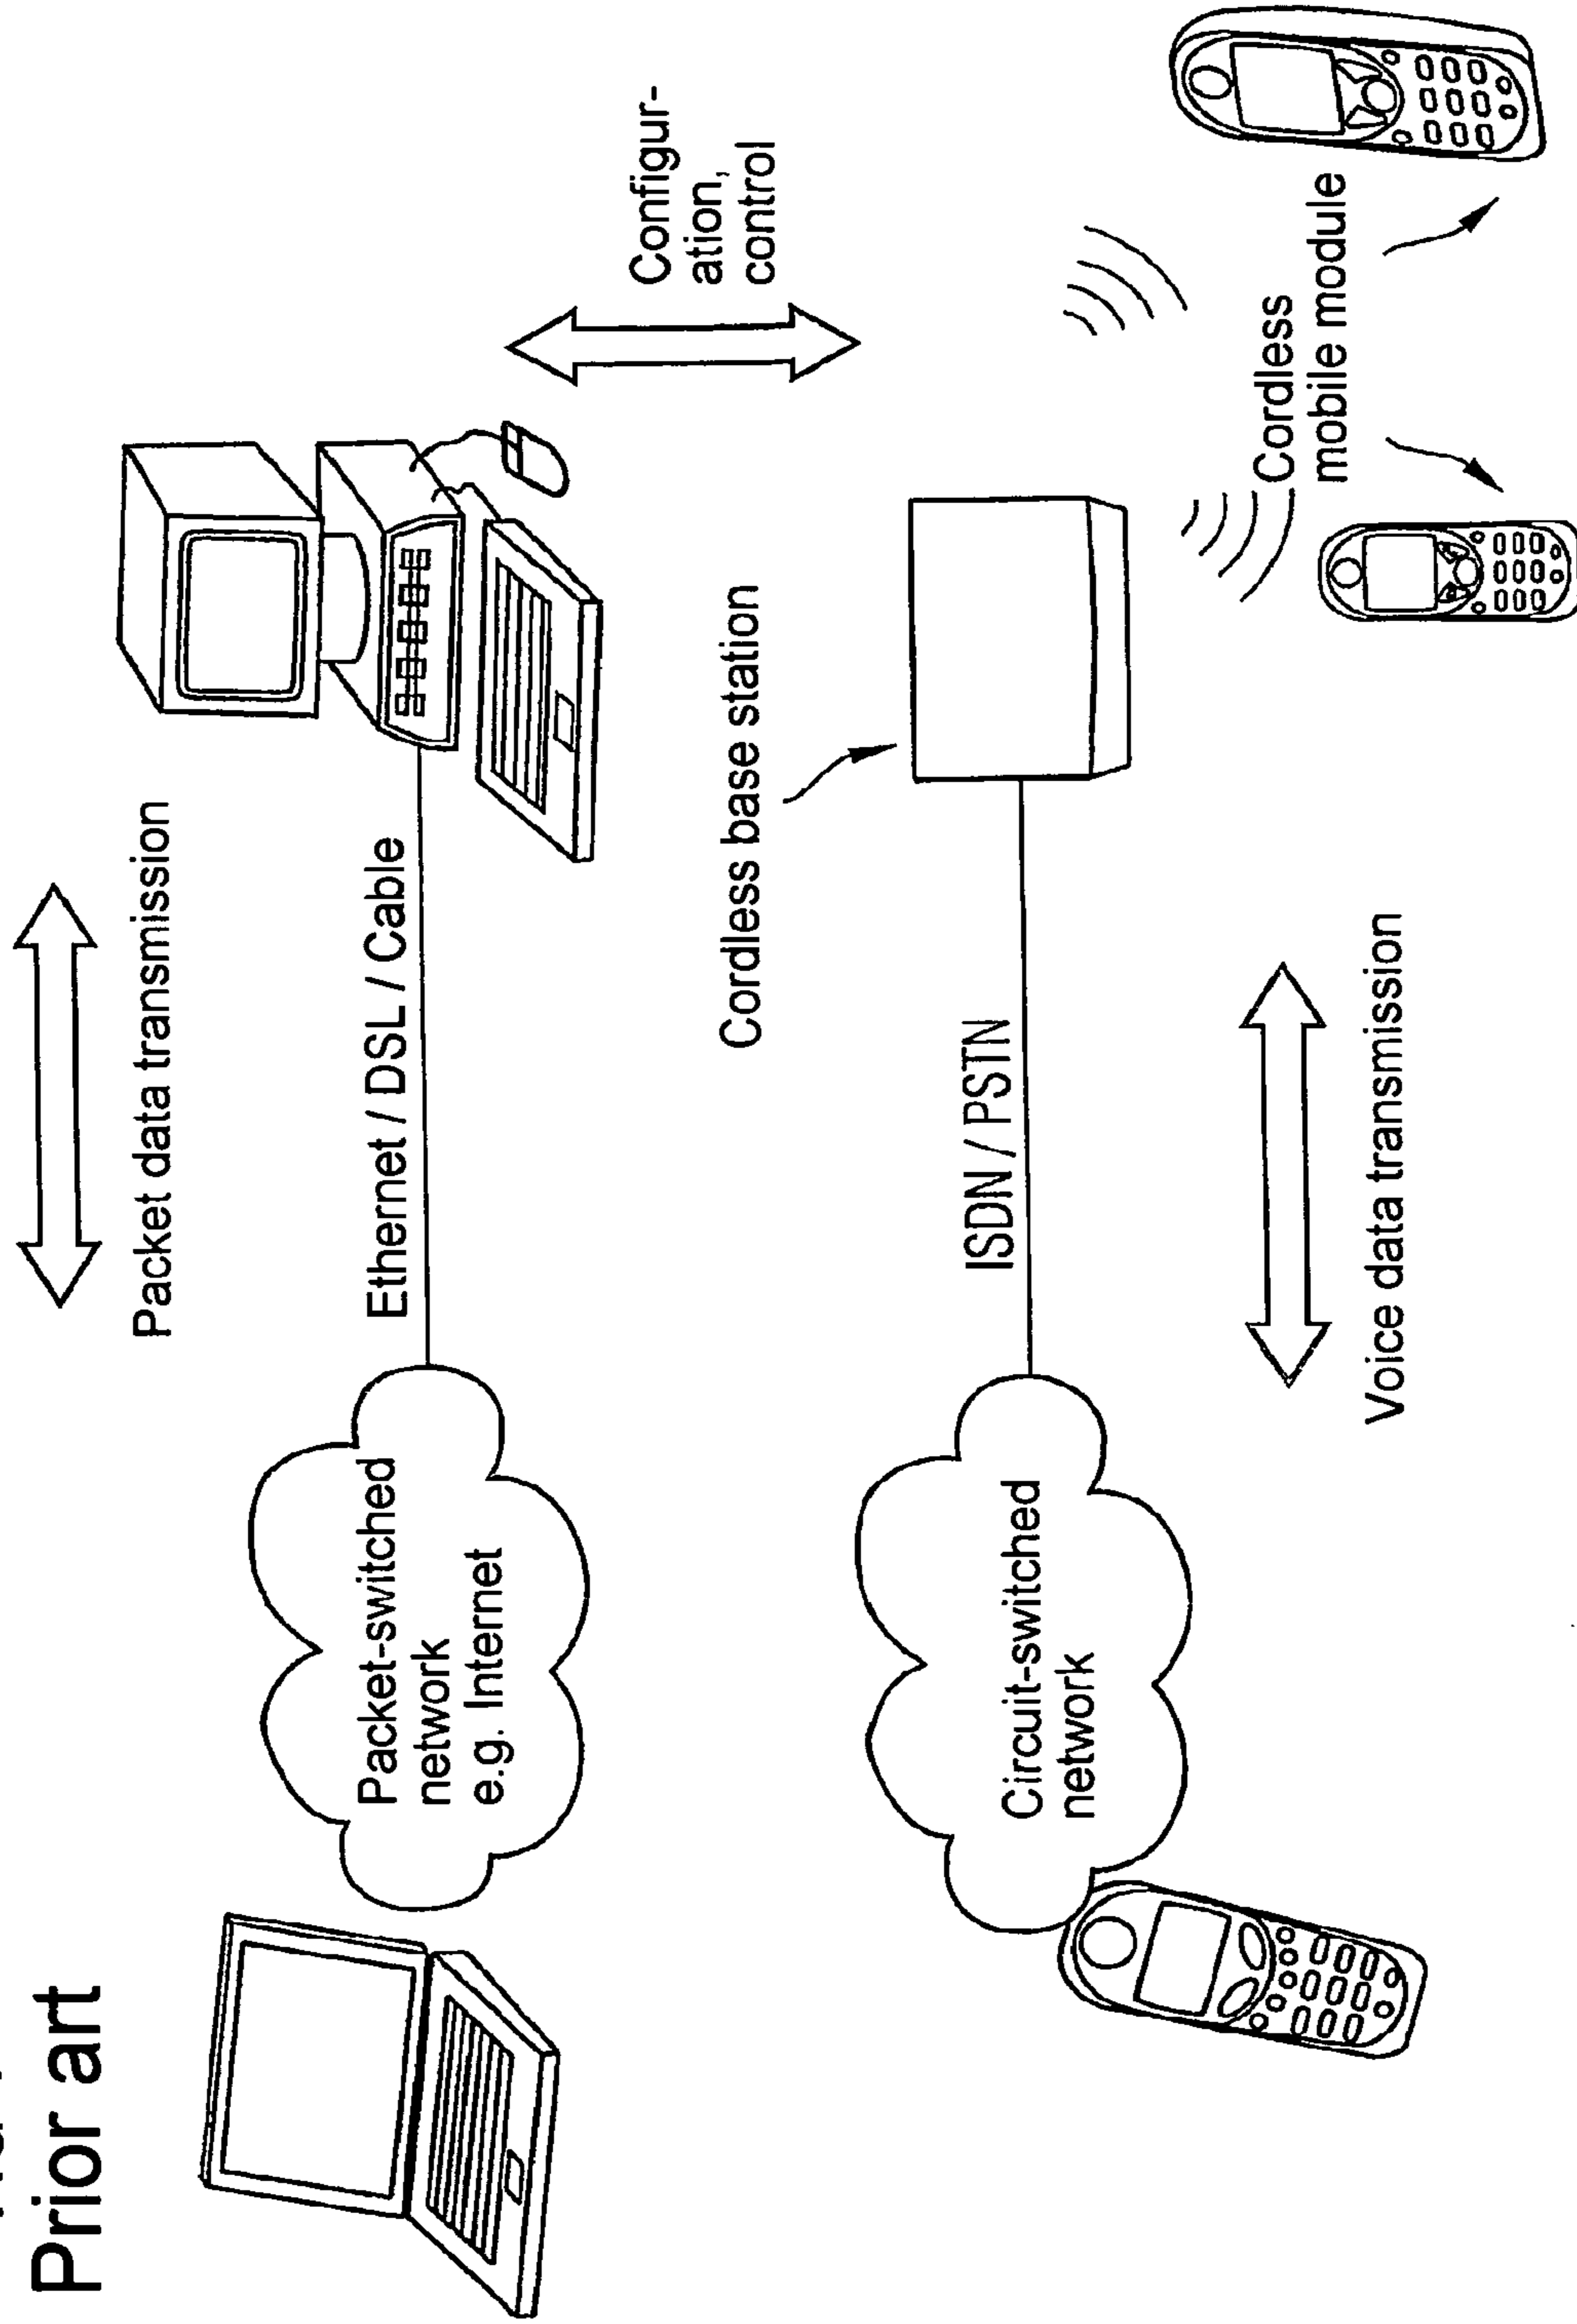 Prior art
Packet data transmission
Ethernet / DSL / Cable
Packet-switched
network
e.g. Internet
Configur-
ation,
control
Cordless base station
ISDN / PSTN
Circuit-switched
network
Cordless
mobile module
Voice data transmission